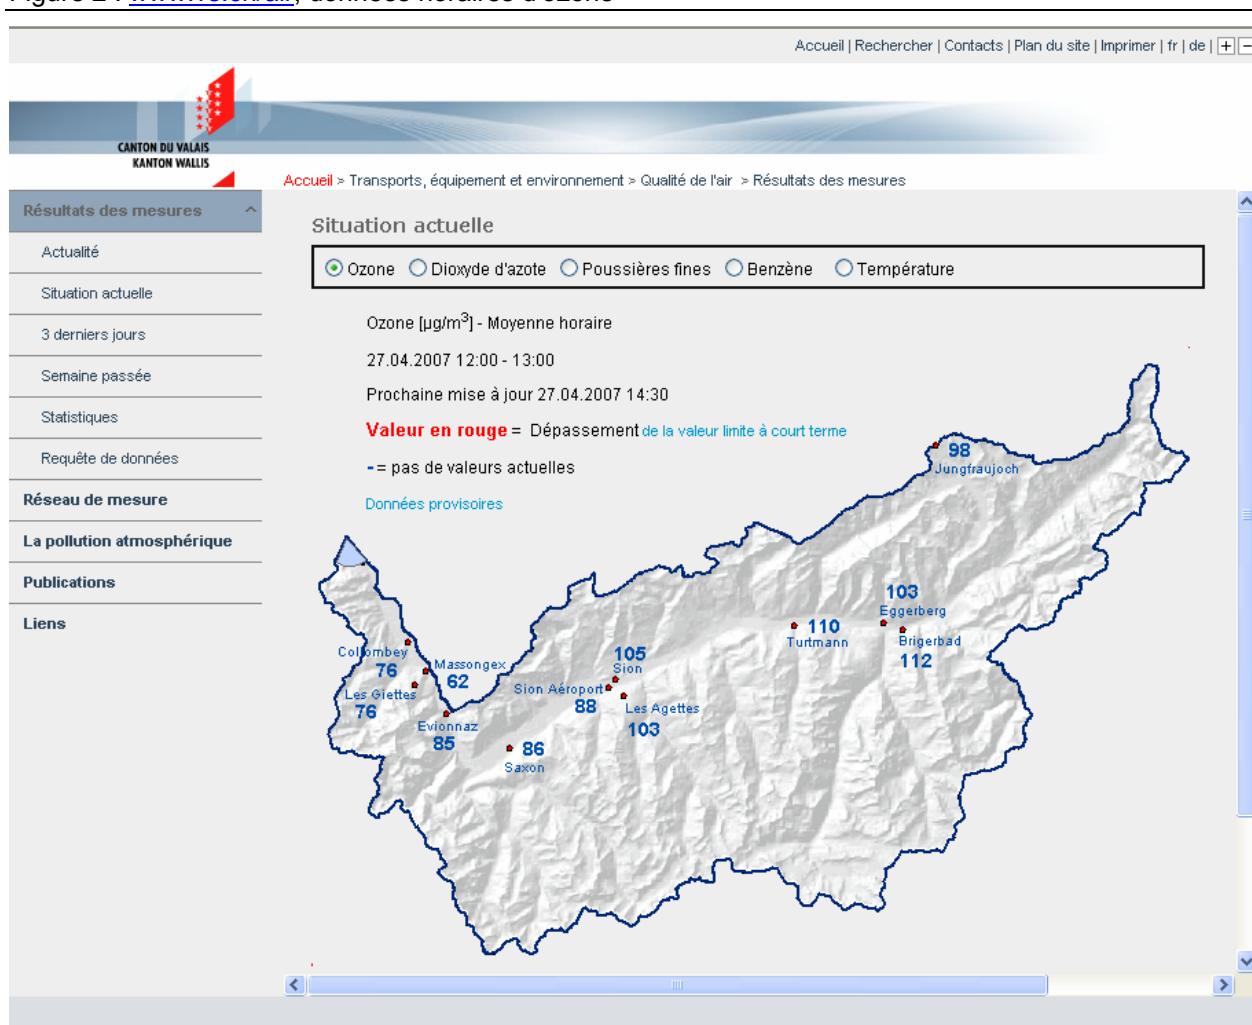 données horaires d'ozone
Accueil | Rechercher | Contacts | Plan du site | Imprimer | fr | de | + −
CANTON DU VALAIS
KANTON WALLIS
Accueil > Transports, équipement et environnement > Qualité de l'air > Résultats des mesures
Résultats des mesures
Actualité
Situation actuelle
3 derniers jours
Semaine passée
Statistiques
Requête de données
Réseau de mesure
La pollution atmosphérique
Publications
Liens
Situation actuelle
Ozone Dioxyde d'azote Poussières fines Benzène Température
Ozone [µg/m³] - Moyenne horaire
27.04.2007 12:00 - 13:00
Prochaine mise à jour 27.04.2007 14:30
Valeur en rouge = Dépassement de la valeur limite à court terme
- = pas de valeurs actuelles
Données provisoires
98
Jungfraujoch
103
Eggerberg
110
Turtmann
Brigerbad
112
Collombey
76
Massongex
62
Les Giettes
76
Evionnaz
85
105
Sion
Sion Aéroport
88
Les Agettes
103
86
Saxon